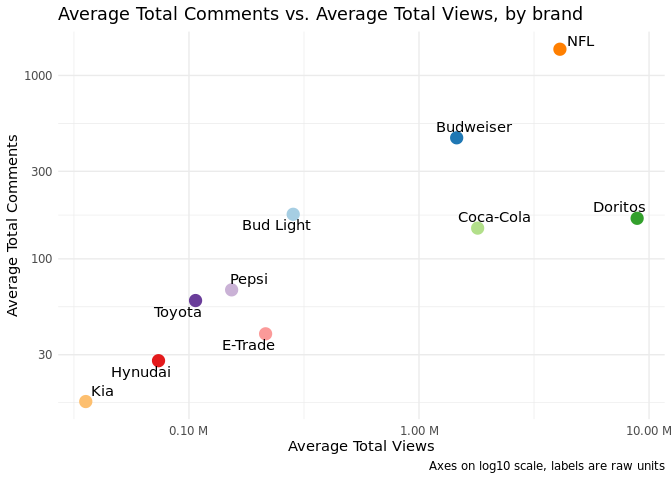 Average Total Comments vs. Average Total Views, by brand
NFL
1000
Budweiser
300
Doritos
Coca-Cola
Bud Light
Average Total Comments
100
Pepsi
Toyota
E-Trade
30
Hynudai
Kia
0.10 M
1.00 M
10.00 M
Average Total Views
Axes on log10 scale, labels are raw units